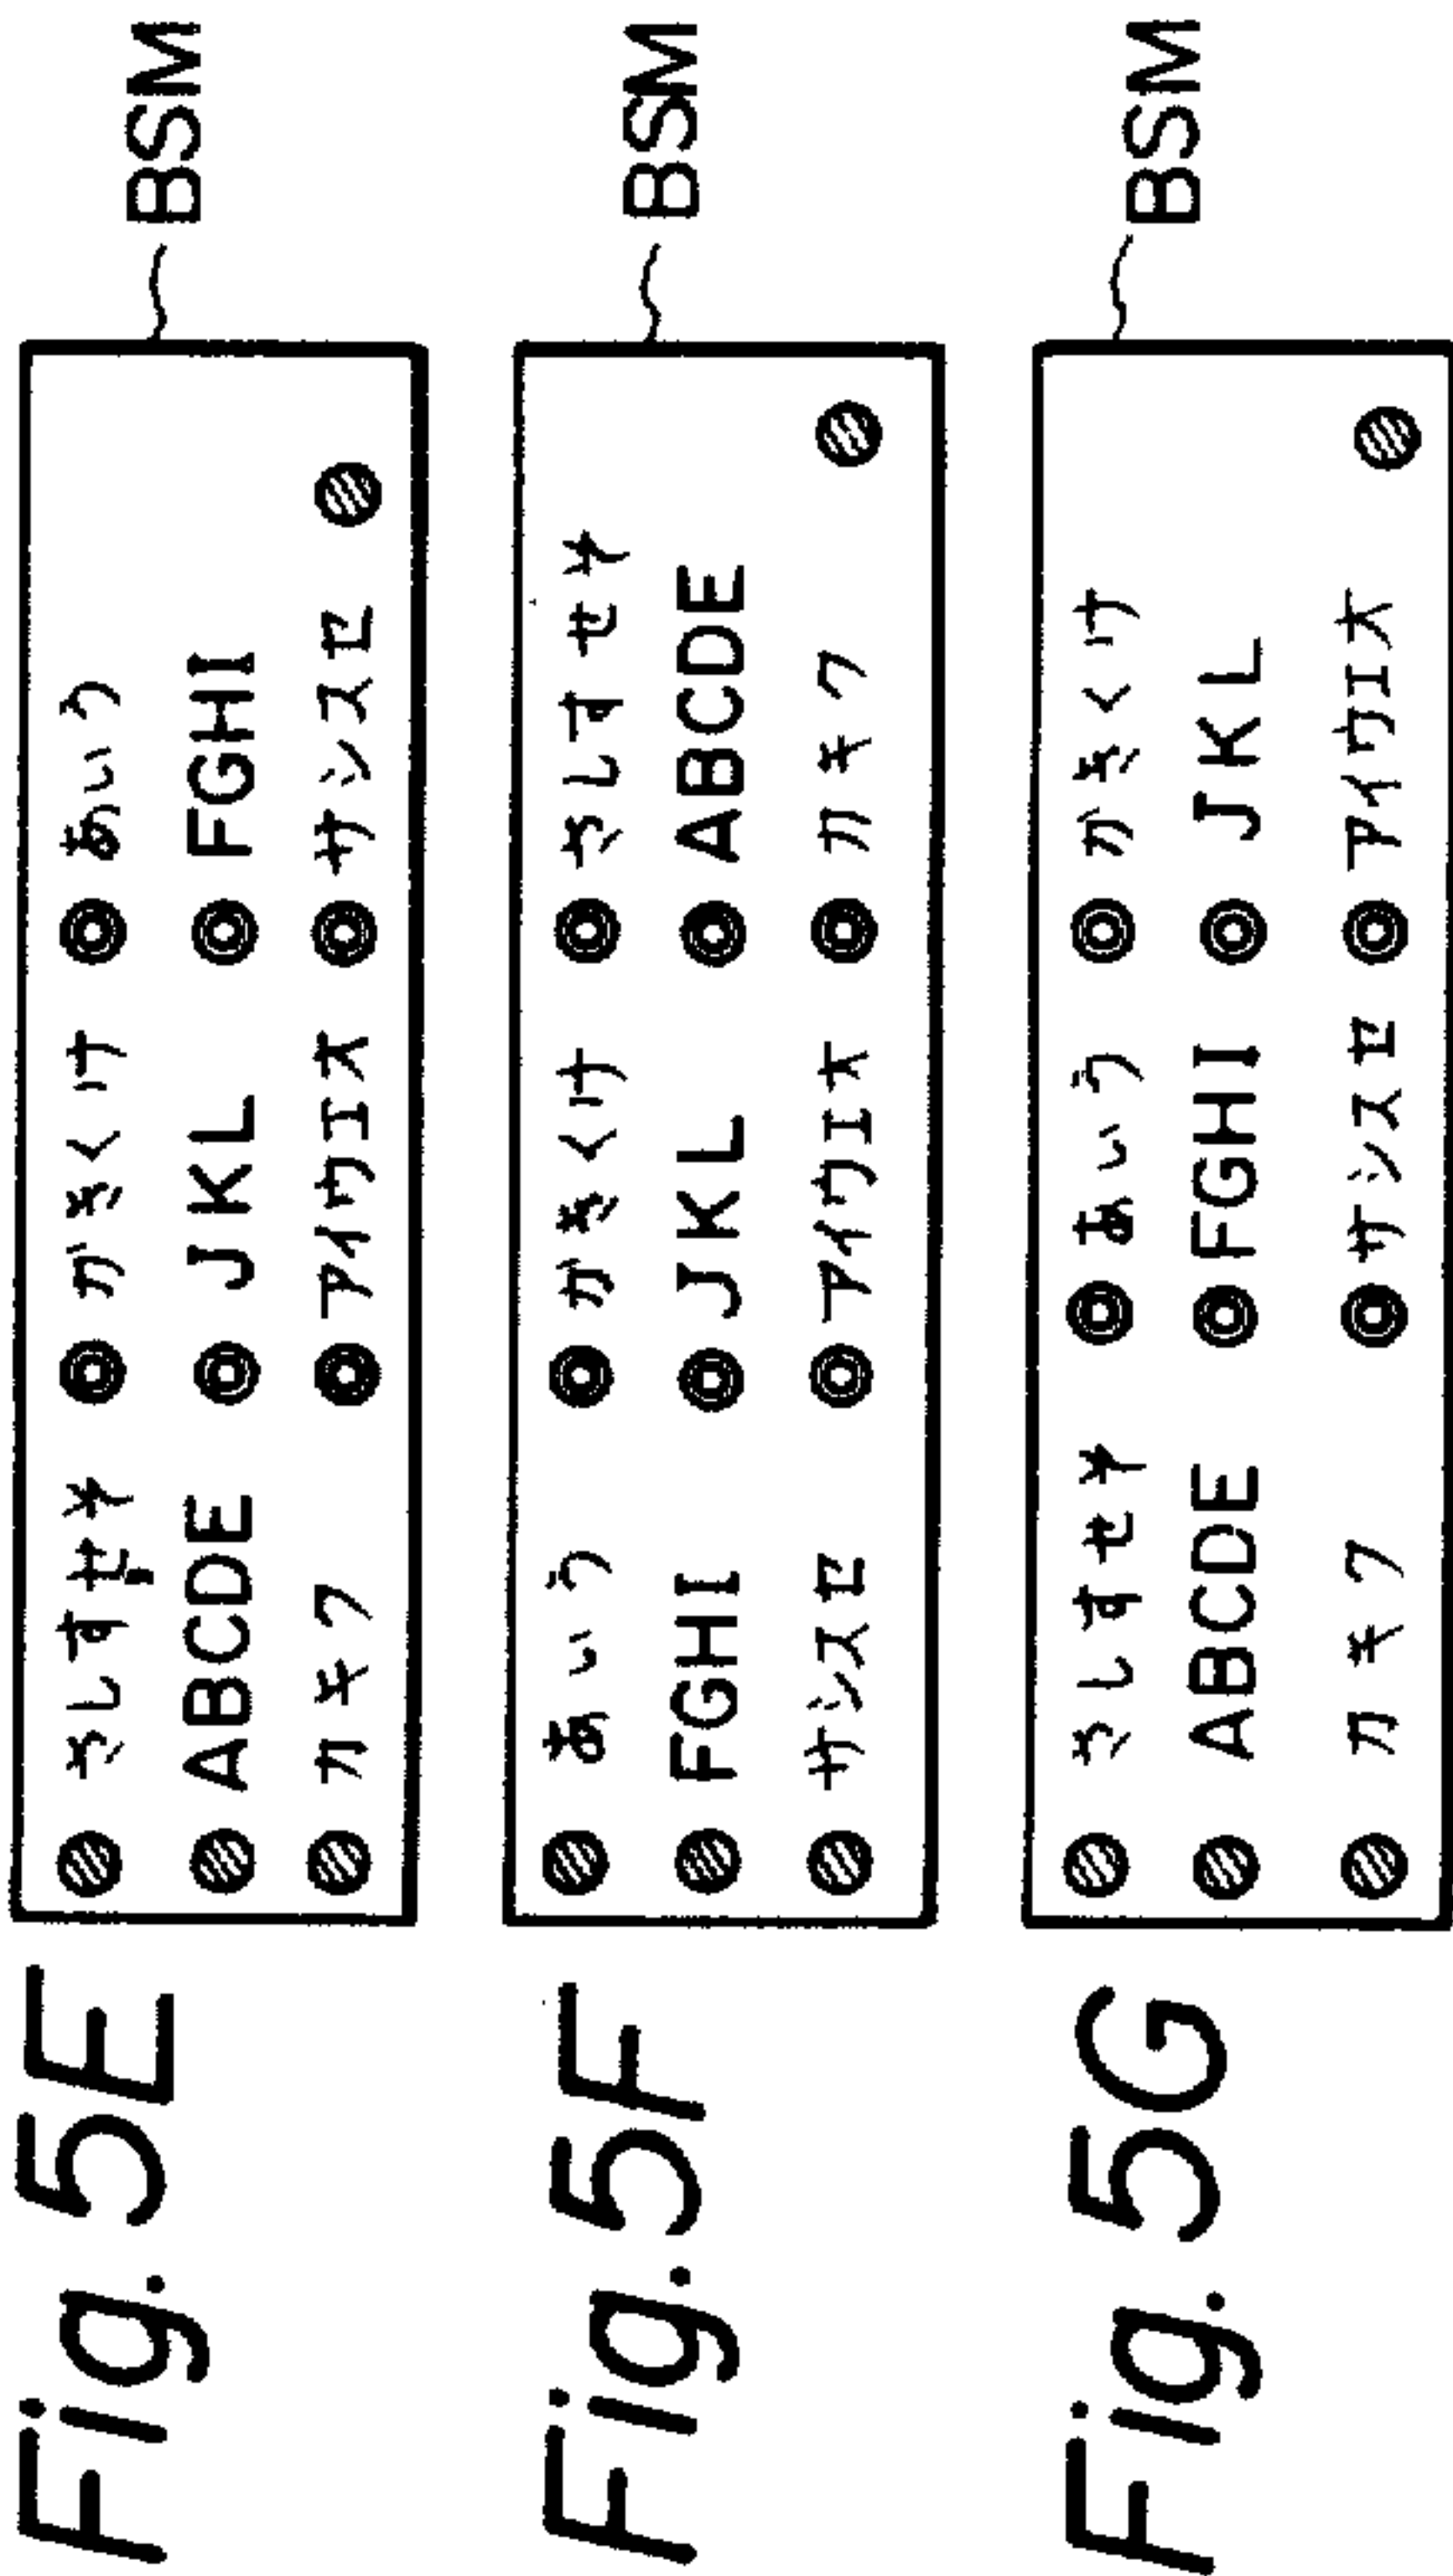 Fig. 5E
さしすせそ かきくけ あいう
ABCDE JKL FGHI
カキク アイウエオ サシスセ
BSM
Fig. 5F
あいう かきくけ さしすせそ
FGHI JKL ABCDE
サシスセ アイウエオ カキク
BSM
Fig. 5G
さしすせそ あいう かきくけ
ABCDE FGHI JKL
カキク サシスセ アイウエオ
BSM